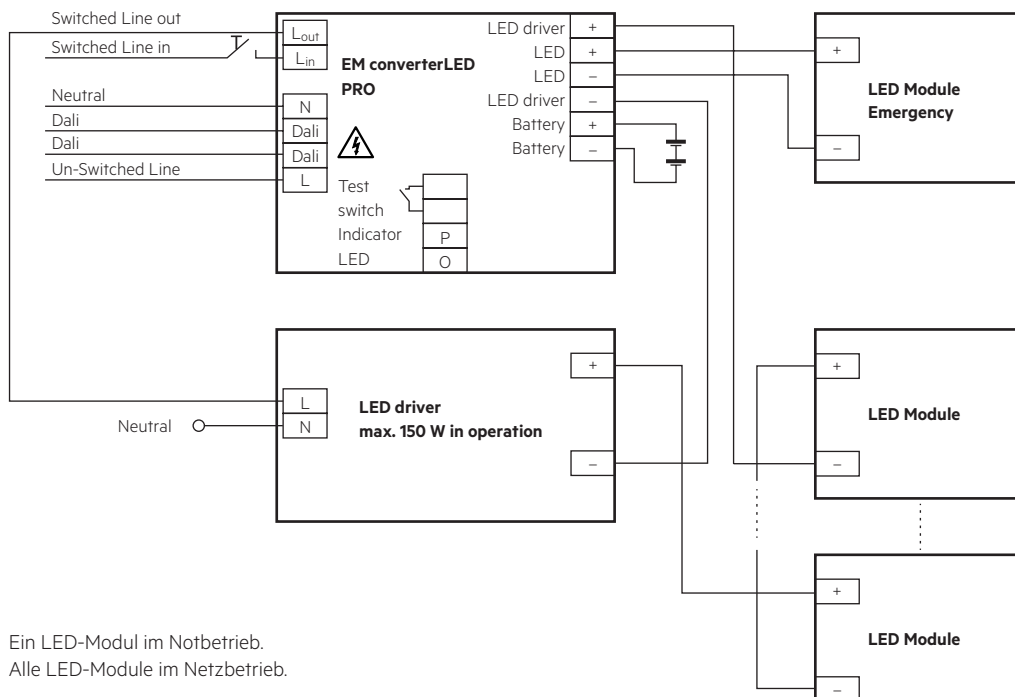 Switched Line out
Switched Line in
Neutral
Dali
Dali
Un-Switched Line
Lout
Lin
N
Dali
Dali
L
EM converterLED
PRO
Test
switch
Indicator
LED
P
O
LED driver +
LED +
LED –
LED driver –
Battery +
Battery –
+
–
LED Module
Emergency
L
N
Neutral
LED driver
max. 150 W in operation
+
–
+
–
LED Module
+
–
LED Module
Ein LED-Modul im Notbetrieb.
Alle LED-Module im Netzbetrieb.